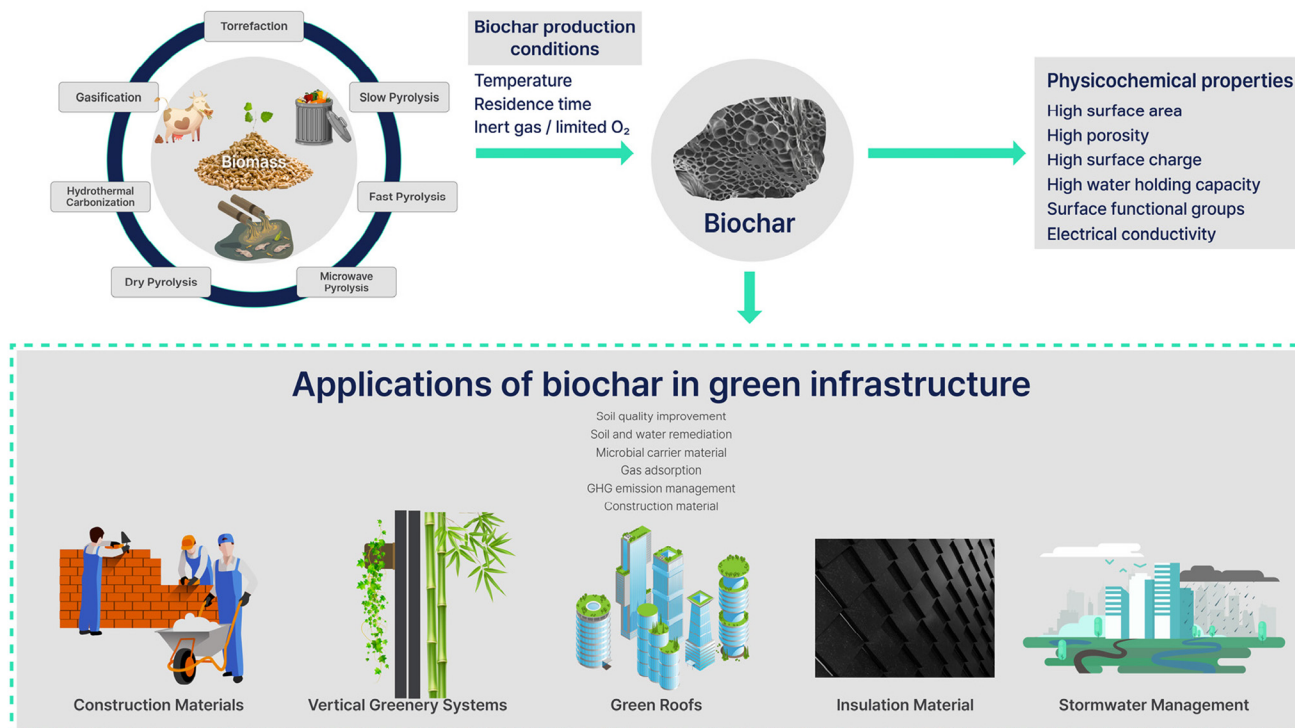 Torrefaction
Gasification
Slow Pyrolysis
Biomass
Hydrothermal
Carbonization
Fast Pyrolysis
Dry Pyrolysis
Microwave
Pyrolysis
Biochar production
conditions
Temperature
Residence time
Inert gas / limited O₂
Biochar
Physicochemical properties
High surface area
High porosity
High surface charge
High water holding capacity
Surface functional groups
Electrical conductivity
Applications of biochar in green infrastructure
Soil quality improvement
Soil and water remediation
Microbial carrier material
Gas adsorption
GHG emission management
Construction material
Construction Materials
Vertical Greenery Systems
Green Roofs
Insulation Material
Stormwater Management